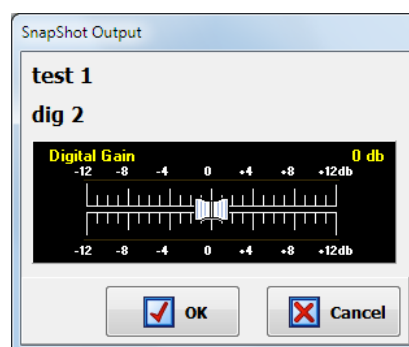 SnapShot Output
test 1
dig 2
Digital Gain 0 db
-12 -8 -4 0 +4 +8 +12db
-12 -8 -4 0 +4 +8 +12db
OK Cancel